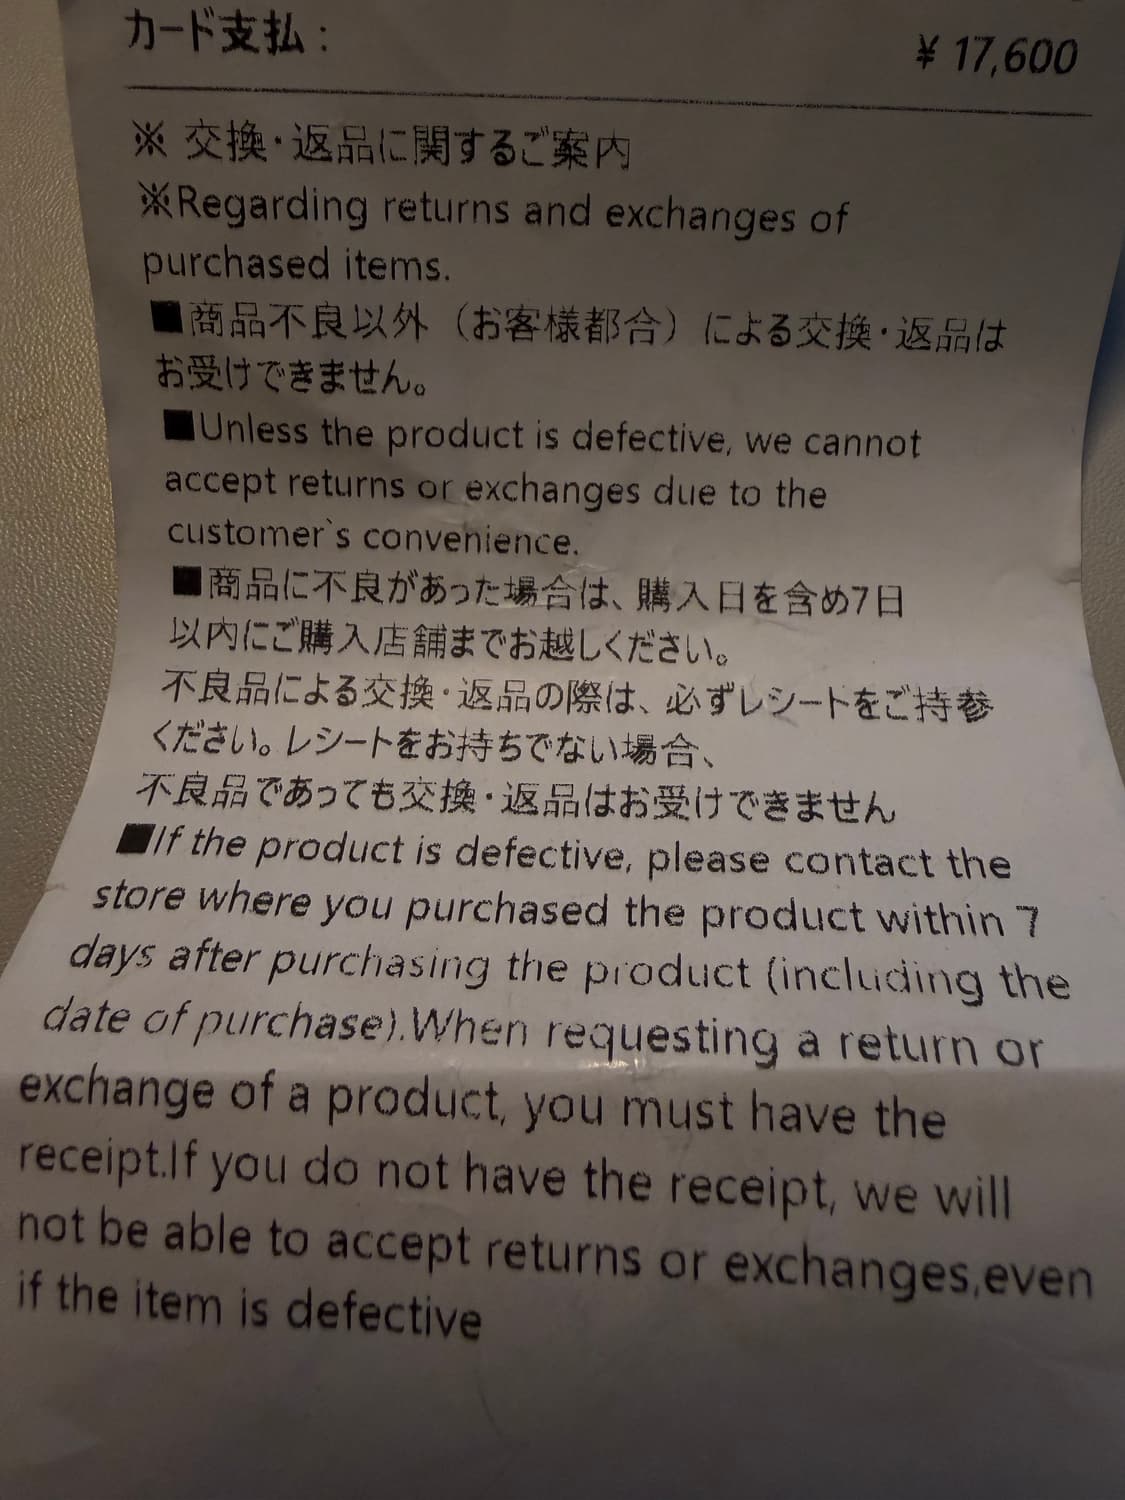 カード支払：
¥ 17,600
※ 交換・返品に関するご案内
※Regarding returns and exchanges of
purchased items.
■商品不良以外（お客様都合）による交換・返品は
お受けできません。
■Unless the product is defective, we cannot
accept returns or exchanges due to the
customer`s convenience.
■商品に不良があった場合は、購入日を含め7日
以内にご購入店舗までお越しください。
不良品による交換・返品の際は、必ずレシートをご持参
ください。レシートをお持ちでない場合、
不良品であっても交換・返品はお受けできません
■If the product is defective, please contact the
store where you purchased the product within 7
days after purchasing the product (including the
date of purchase).When requesting a return or
exchange of a product, you must have the
receipt.If you do not have the receipt, we will
not be able to accept returns or exchanges,even
if the item is defective